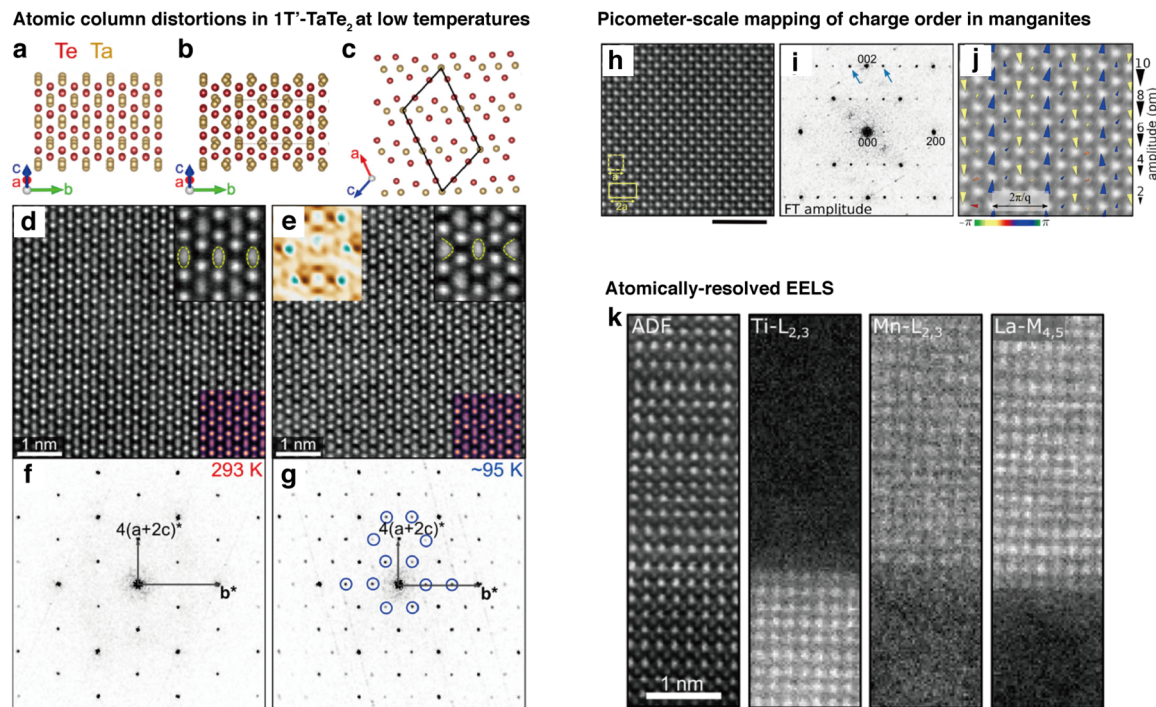 Atomic column distortions in 1T'-TaTe2 at low temperatures
a
Te
Ta
b
c
c
a
b
c
a
b
a
c
d
1 nm
e
1 nm
f
293 K
4(a+2c)*
b*
g
~95 K
4(a+2c)*
b*
Picometer-scale mapping of charge order in manganites
h
a
2a
i
002
000
200
FT amplitude
j
2π/q
-π
π
10
8
6
4
2
amplitude (pm)
Atomically-resolved EELS
k
ADF
1 nm
Ti-L2,3
Mn-L2,3
La-M4,5